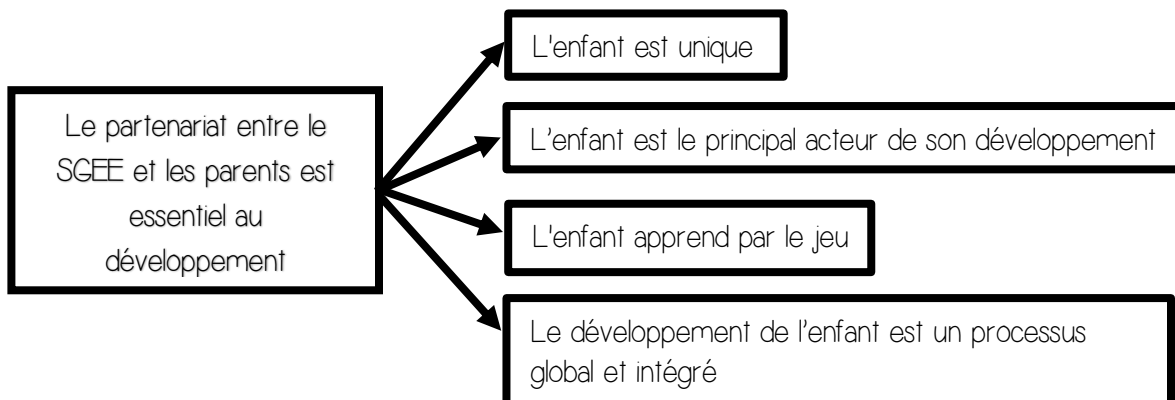 Le partenariat entre le
SGEE et les parents est
essentiel au
développement
L'enfant est unique
L'enfant est le principal acteur de son développement
L'enfant apprend par le jeu
Le développement de l'enfant est un processus
global et intégré